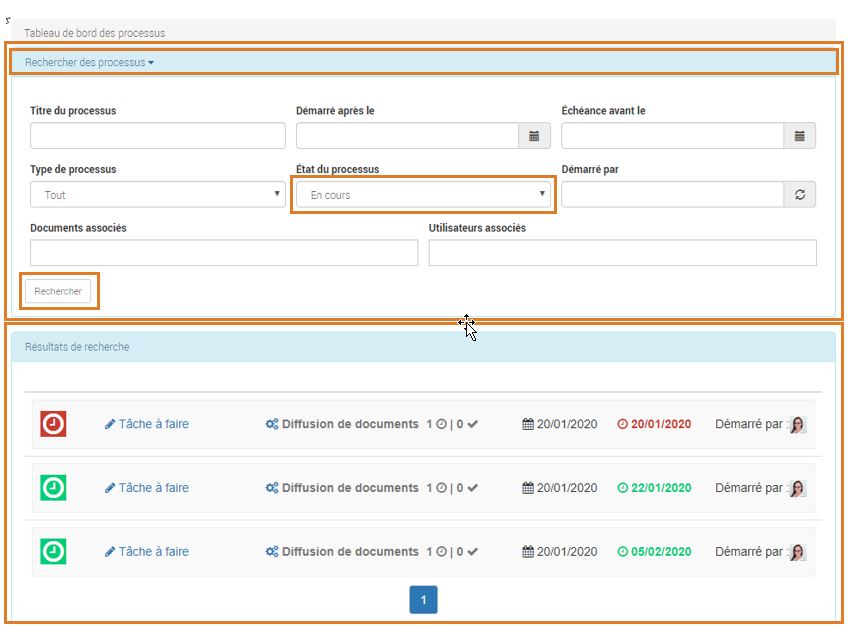 Tableau de bord des processus
Rechercher des processus
Titre du processus Démarré après le Échéance avant le
Type de processus État du processus Démarré par
Tout En cours
Documents associés Utilisateurs associés
Rechercher
Résultats de recherche
Tâche à faire Diffusion de documents 1 | 0 20/01/2020 20/01/2020 Démarré par :
Tâche à faire Diffusion de documents 1 | 0 20/01/2020 22/01/2020 Démarré par :
Tâche à faire Diffusion de documents 1 | 0 20/01/2020 05/02/2020 Démarré par :
1